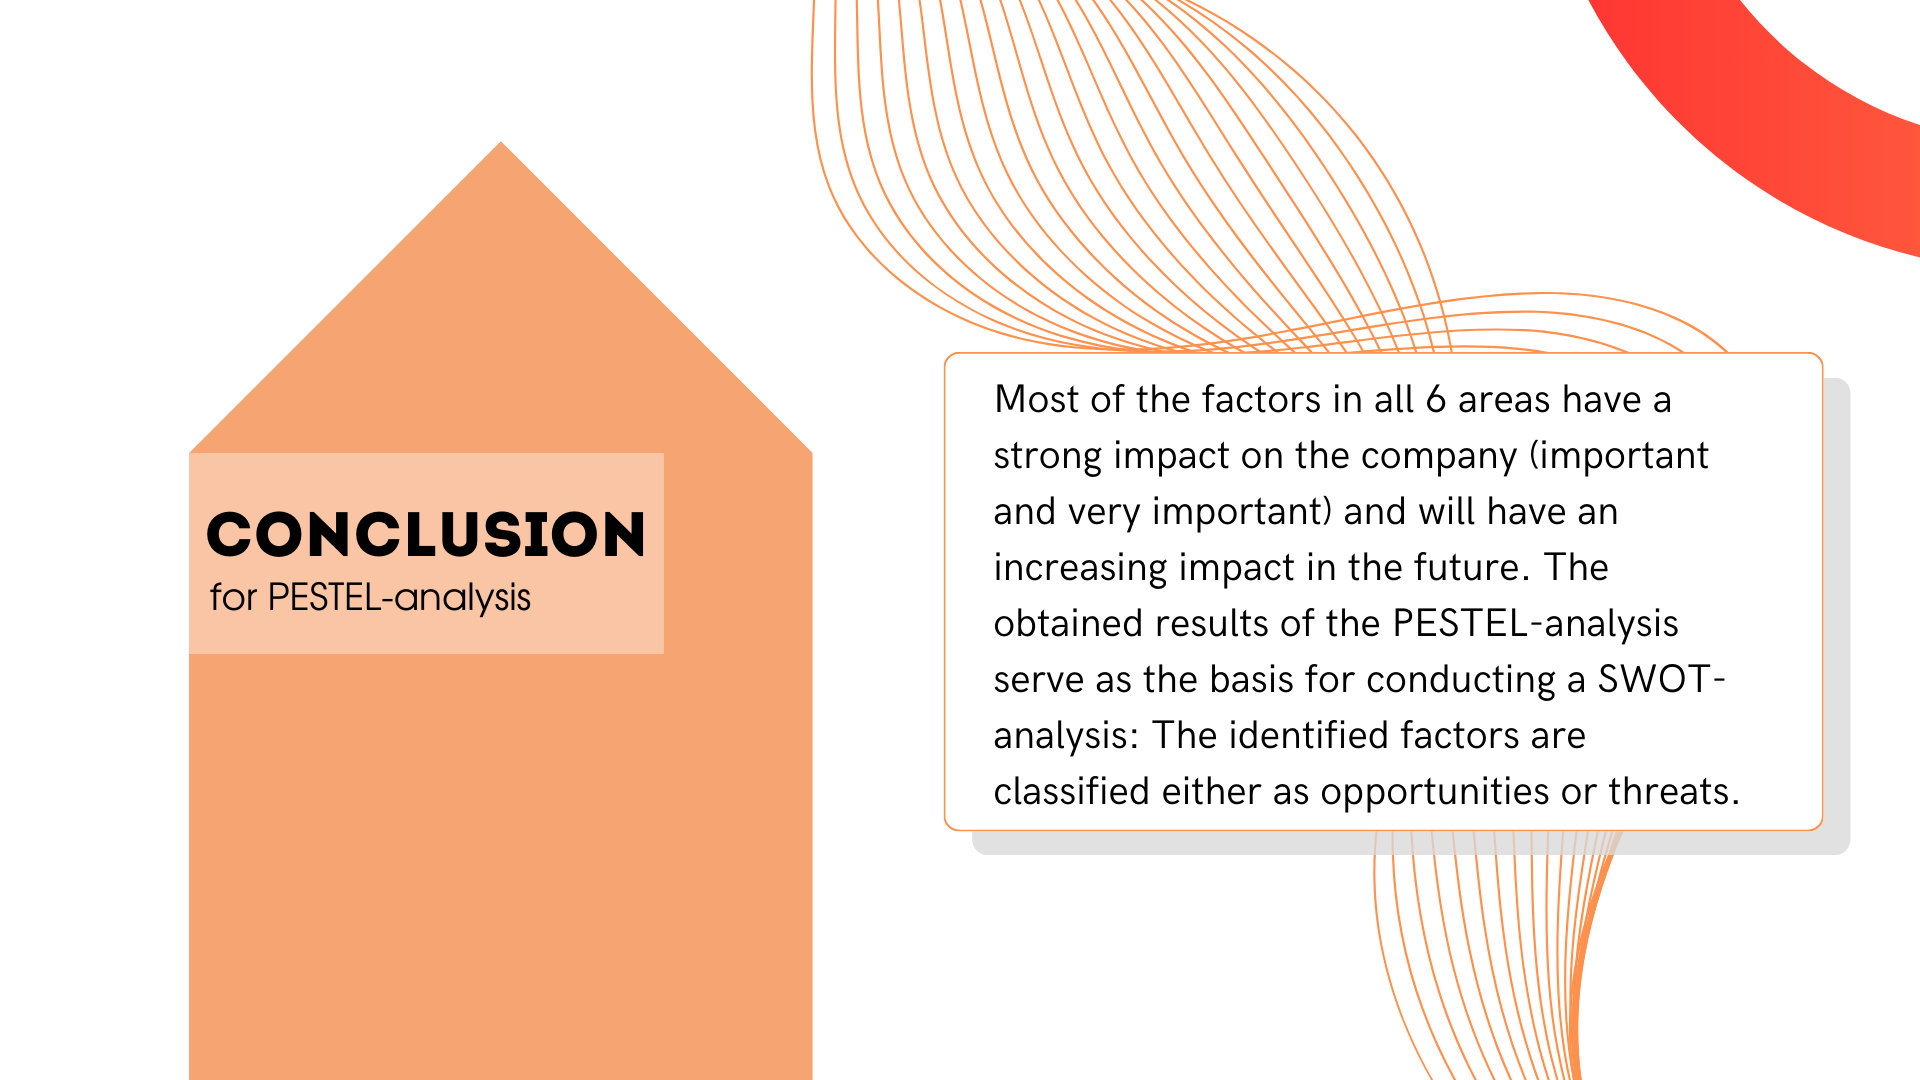 CONCLUSION
for PESTEL-analysis
Most of the factors in all 6 areas have a
strong impact on the company (important
and very important) and will have an
increasing impact in the future. The
obtained results of the PESTEL-analysis
serve as the basis for conducting a SWOT-
analysis: The identified factors are
classified either as opportunities or threats.